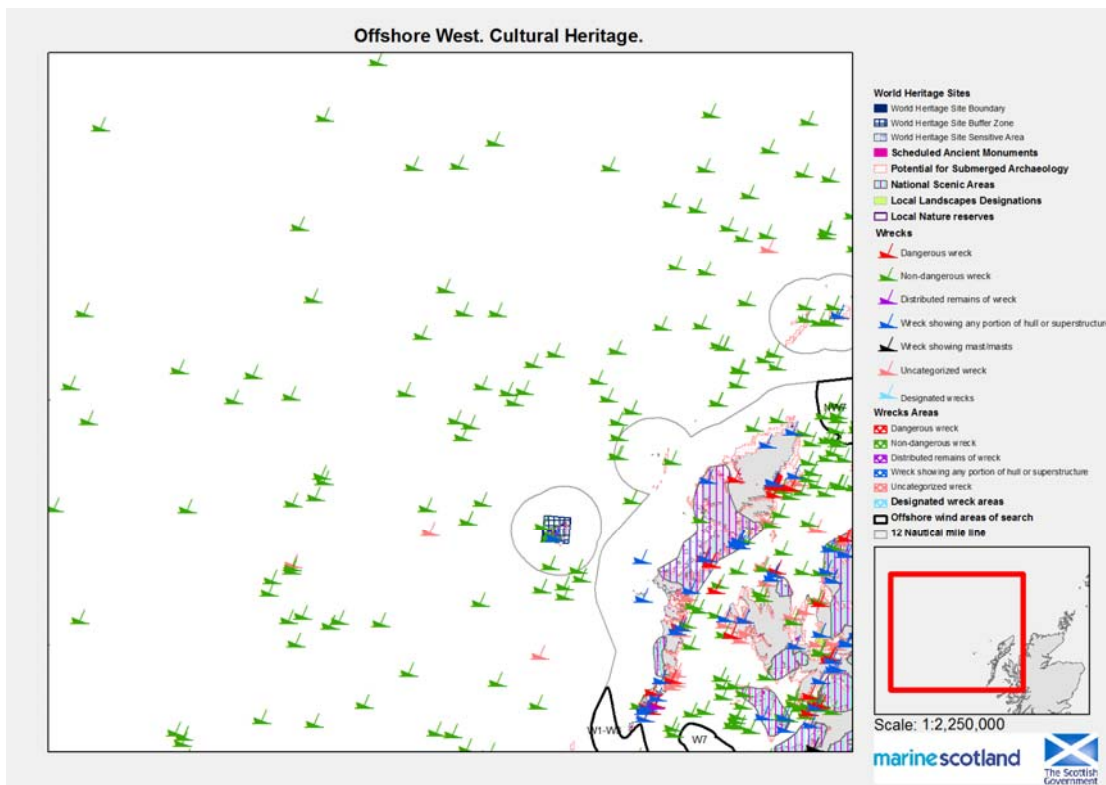 Offshore West. Cultural Heritage.
World Heritage Sites
World Heritage Site Boundary
World Heritage Site Buffer Zone
World Heritage Site Sensitive Area
Scheduled Ancient Monuments
Potential for Submerged Archaeology
National Scenic Areas
Local Landscapes Designations
Local Nature reserves
Wrecks
Dangerous wreck
Non-dangerous wreck
Distributed remains of wreck
Wreck showing any portion of hull or superstructure
Wreck showing mast/masts
Uncategorized wreck
Designated wrecks
Wrecks Areas
Dangerous wreck
Non-dangerous wreck
Distributed remains of wreck
Wreck showing any portion of hull or superstructure
Uncategorized wreck
Designated wreck areas
Offshore wind areas of search
12 Nautical mile line
NW7
W7
Scale: 1:2,250,000
marinescotland
The Scottish
Government